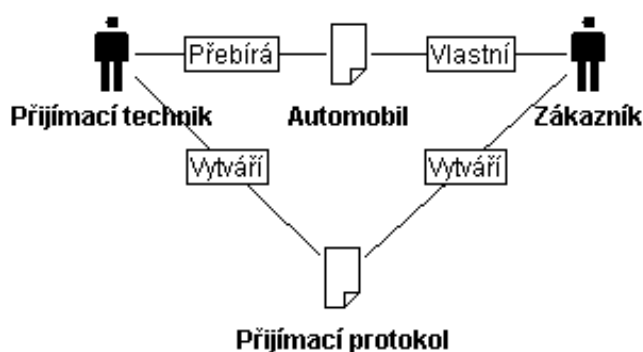 Přebírá Vlastní
Přijímací technik Automobil Zákazník
Vytváří Vytváří
Přijímací protokol